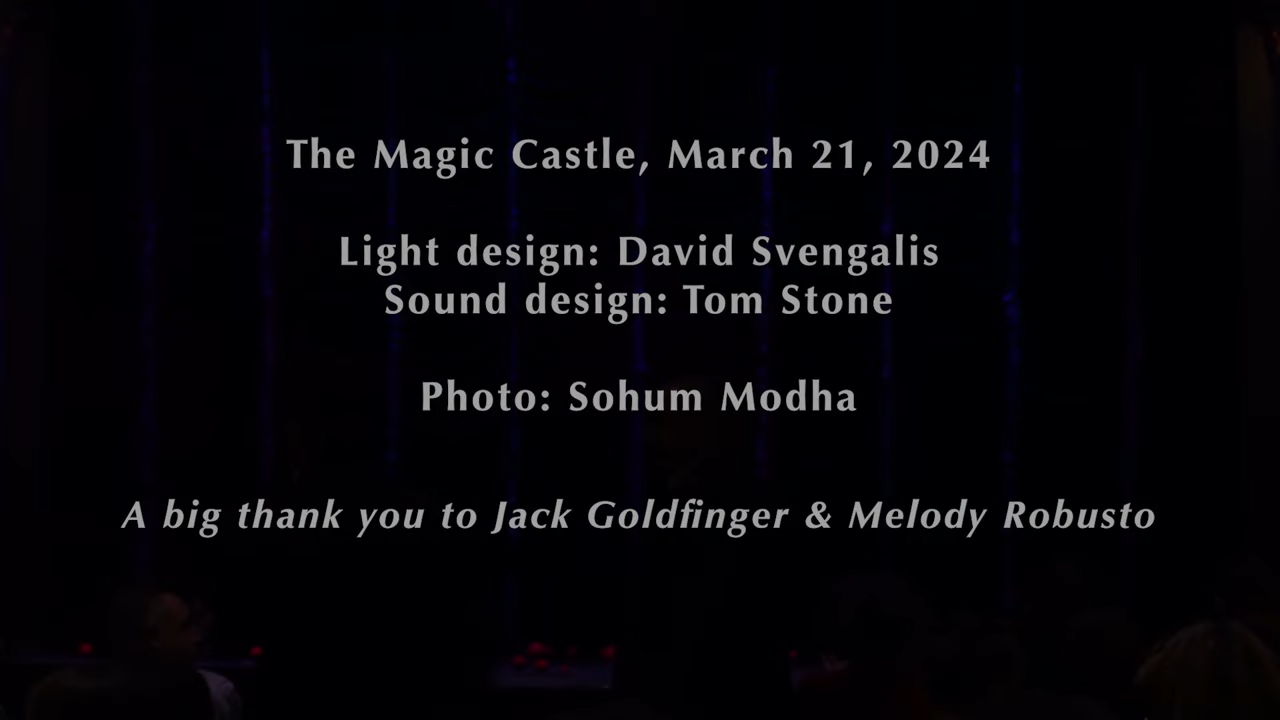 The Magic Castle, March 21, 2024
Light design: David Svengalis
Sound design: Tom Stone
Photo: Sohum Modha
A big thank you to Jack Goldfinger & Melody Robusto